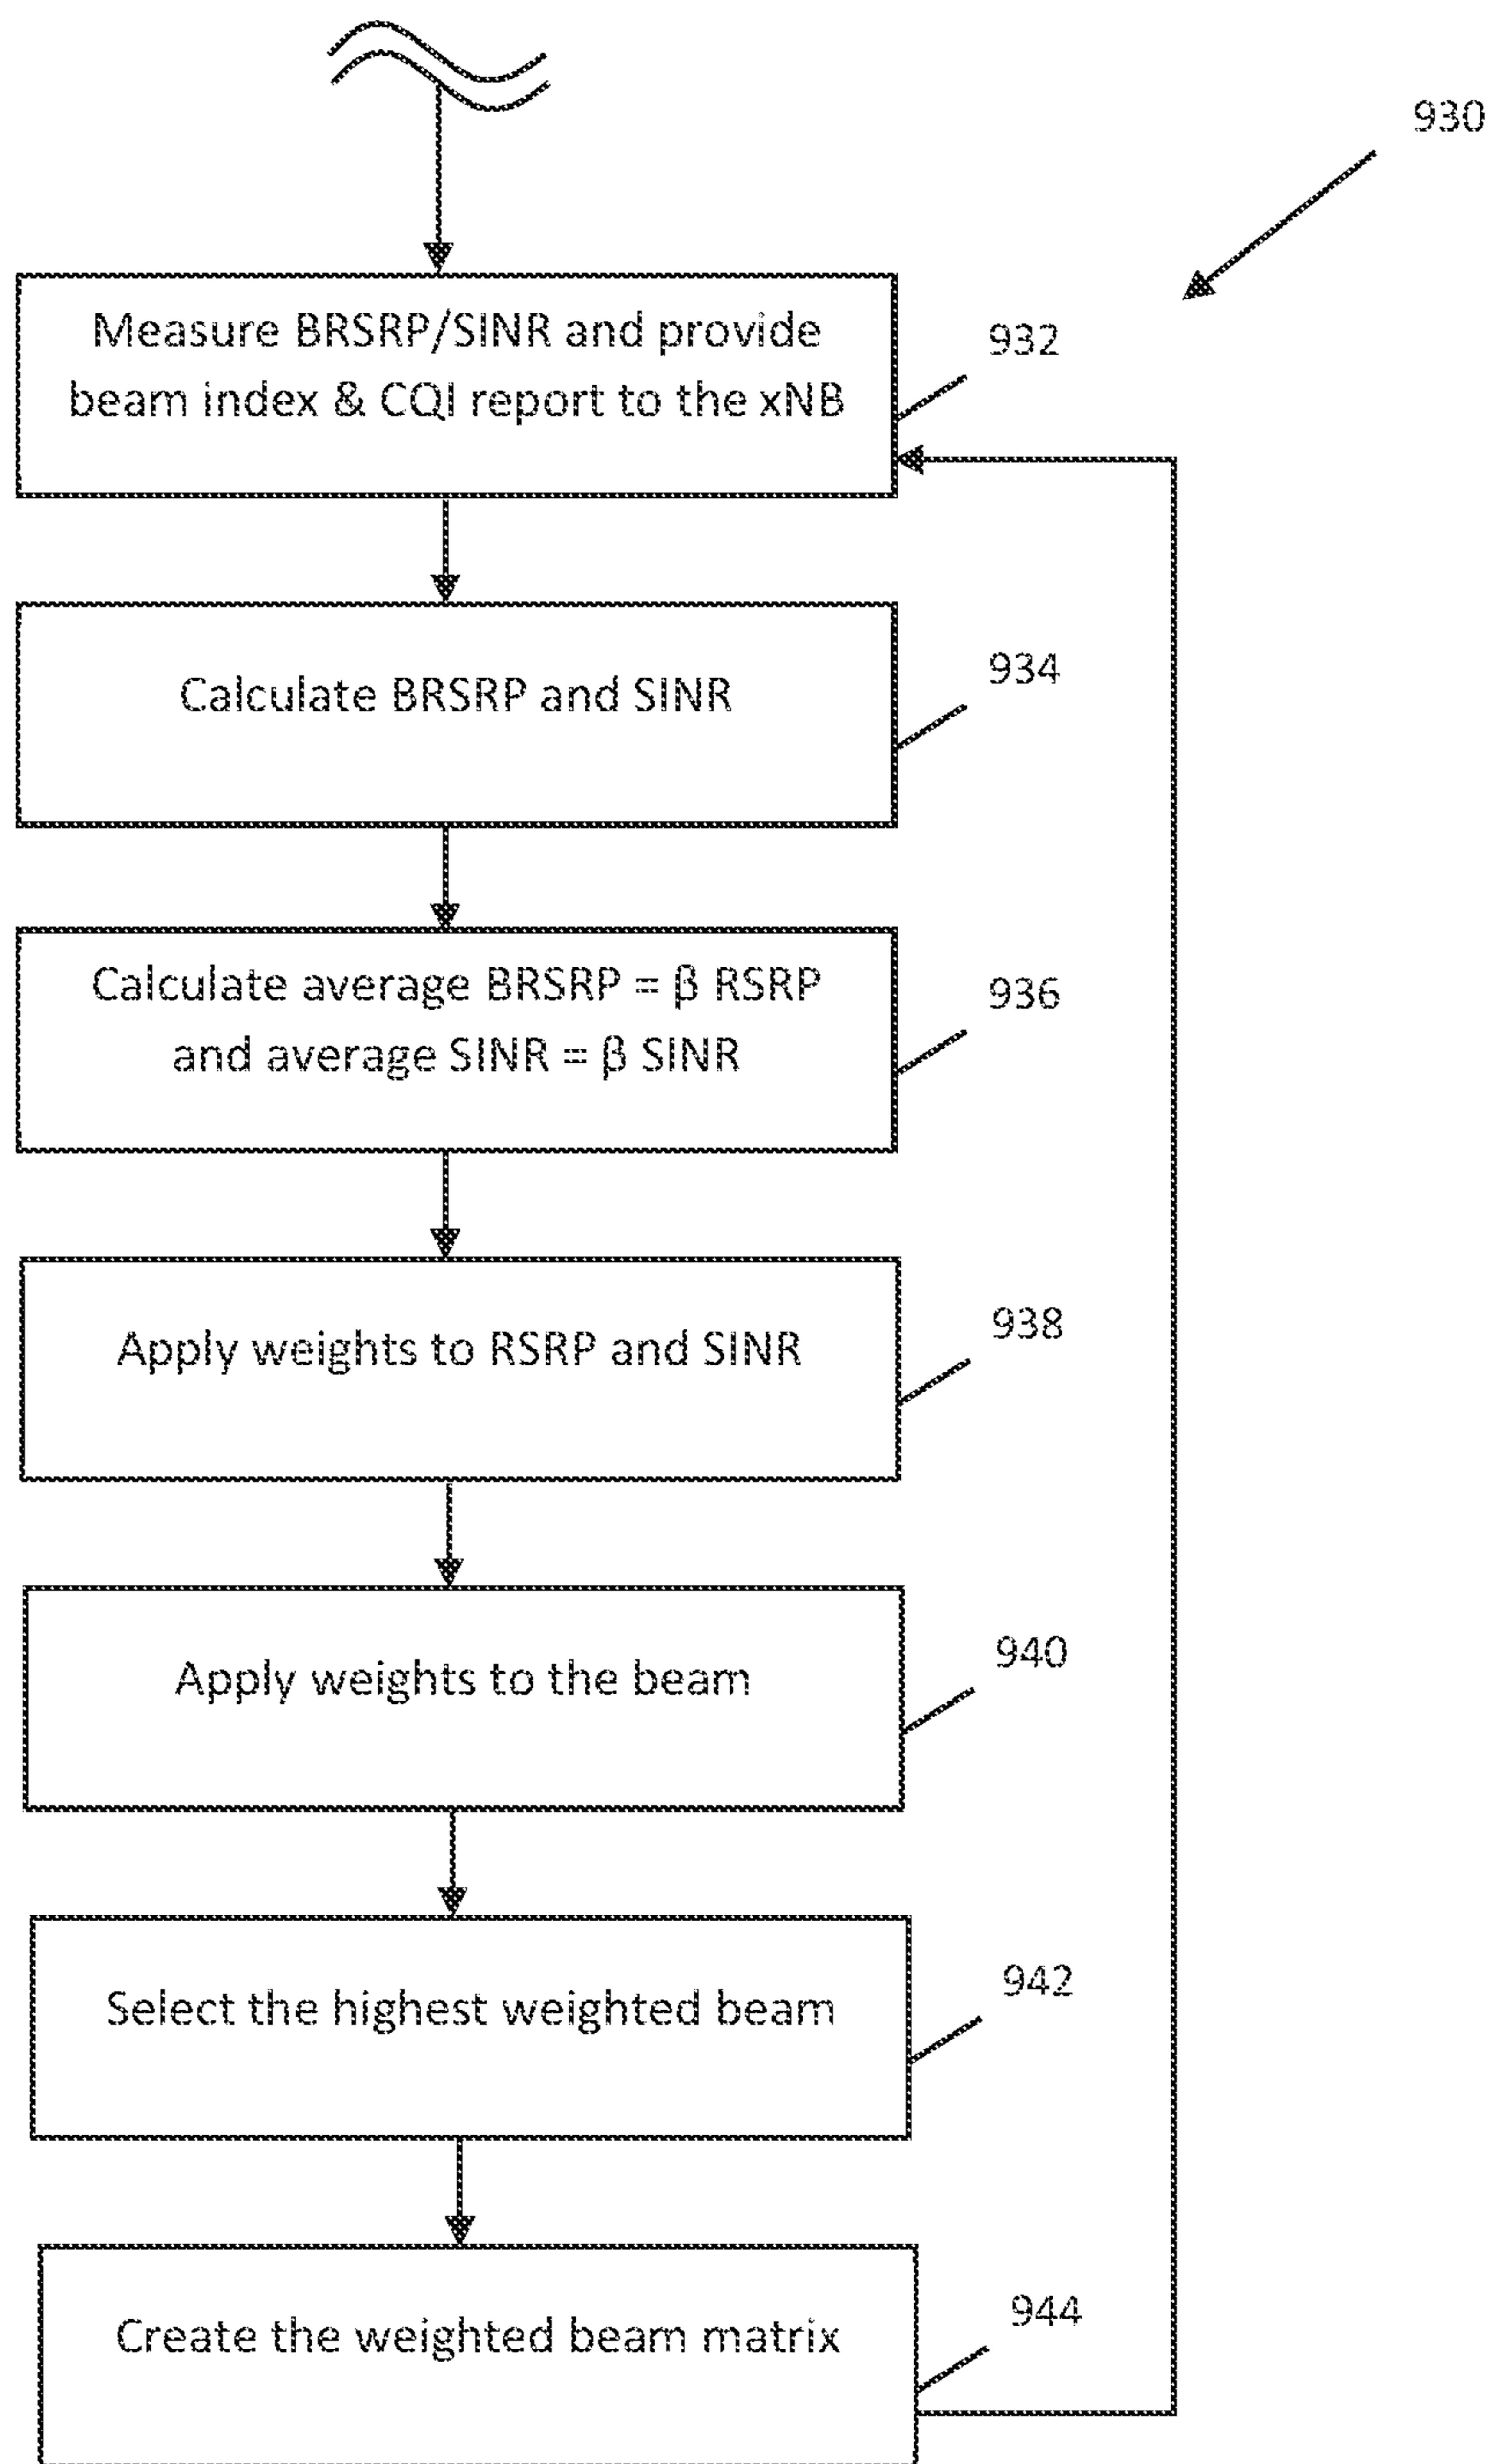 930
Measure BRSRP/SINR and provide
beam index & CQI report to the xNB
932
Calculate BRSRP and SINR
934
Calculate average BRSRP = β RSRP
and average SINR = β SINR
936
Apply weights to RSRP and SINR
938
Apply weights to the beam
940
Select the highest weighted beam
942
Create the weighted beam matrix
944